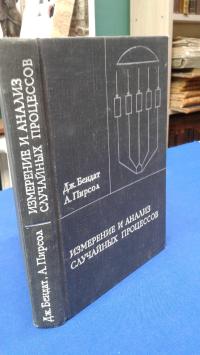 Дж. Бендат, А. Пирсол
ИЗМЕРЕНИЕ И АНАЛИЗ
СЛУЧАЙНЫХ ПРОЦЕССОВ
Дж. Бендат
А. Пирсол
ИЗМЕРЕНИЕ И АНАЛИЗ
СЛУЧАЙНЫХ ПРОЦЕССОВ